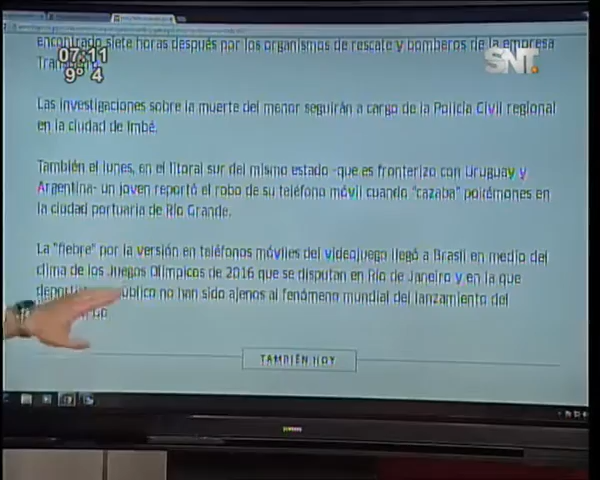 encontrado siete horas después por los organismos de rescate y bomberos de la empresa
07:11
9º 4
SNT.
Las investigaciones sobre la muerte del menor seguirán a cargo de la Policía Civil regional
en la ciudad de Imbé.
También el lunes, en el litoral sur del mismo estado -que es fronterizo con Uruguay y
Argentina- un joven reportó el robo de su teléfono móvil cuando "cazaba" pokémones en
la ciudad portuaria de Río Grande.
La "fiebre" por la versión en teléfonos móviles del videojuego llegó a Brasil en medio del
clima de los Juegos Olímpicos de 2016 que se disputan en Río de Janeiro y en la que
no han sido ajenos al fenómeno mundial del lanzamiento del
TAMBIÉN HOY